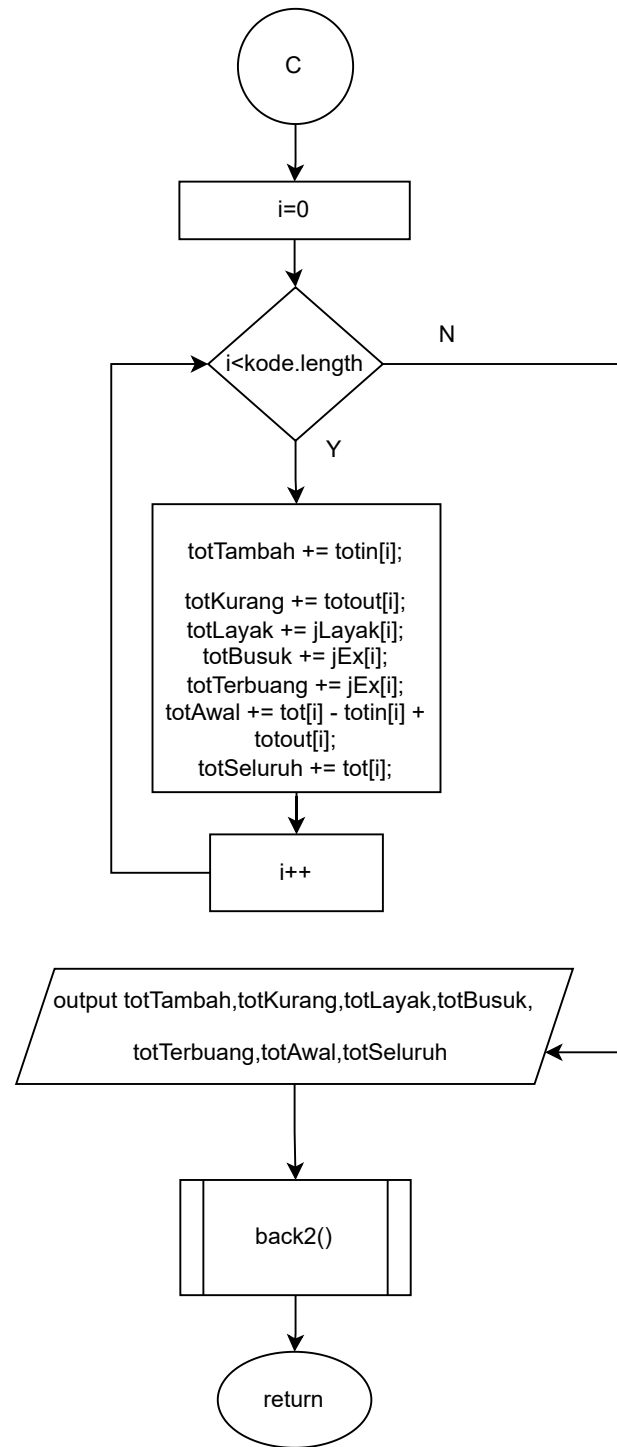 C
i=0
i<kode.length
N
Y
totTambah += totin[i];
totKurang += totout[i];
totLayak += jLayak[i];
totBusuk += jEx[i];
totTerbuang += jEx[i];
totAwal += tot[i] - totin[i] +
totout[i];
totSeluruh += tot[i];
i++
output totTambah,totKurang,totLayak,totBusuk,
totTerbuang,totAwal,totSeluruh
back2()
return